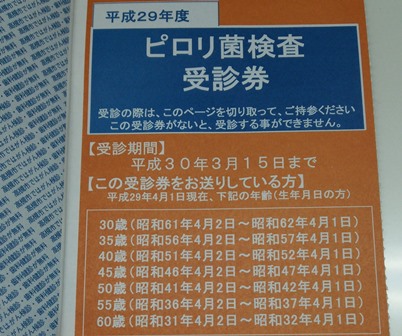 平成29年度
ピロリ菌検査
受診券
受診の際は、このページを切り取って、ご持参ください
この受診券がないと、受診する事ができません。
【受診期間】
平成30年3月15日まで
【この受診券をお送りしている方】
平成29年4月1日現在、下記の年齢(生年月日の方)
30歳(昭和61年4月2日～昭和62年4月1日)
35歳(昭和56年4月2日～昭和57年4月1日)
40歳(昭和51年4月2日～昭和52年4月1日)
45歳(昭和46年4月2日～昭和47年4月1日)
50歳(昭和41年4月2日～昭和42年4月1日)
55歳(昭和36年4月2日～昭和37年4月1日)
60歳(昭和31年4月2日～昭和32年4月1日)